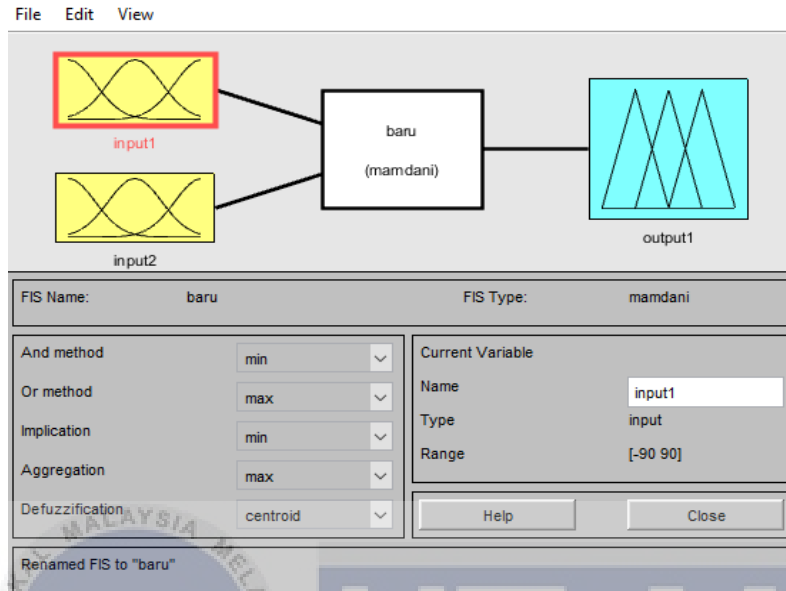 File Edit View
input1
baru
(mamdani)
input2
output1
FIS Name: baru FIS Type: mamdani
And method min
Or method max
Implication min
Aggregation max
Defuzzification centroid
Current Variable
Name input1
Type input
Range [-90 90]
Help Close
Renamed FIS to "baru"
MALAYSIA